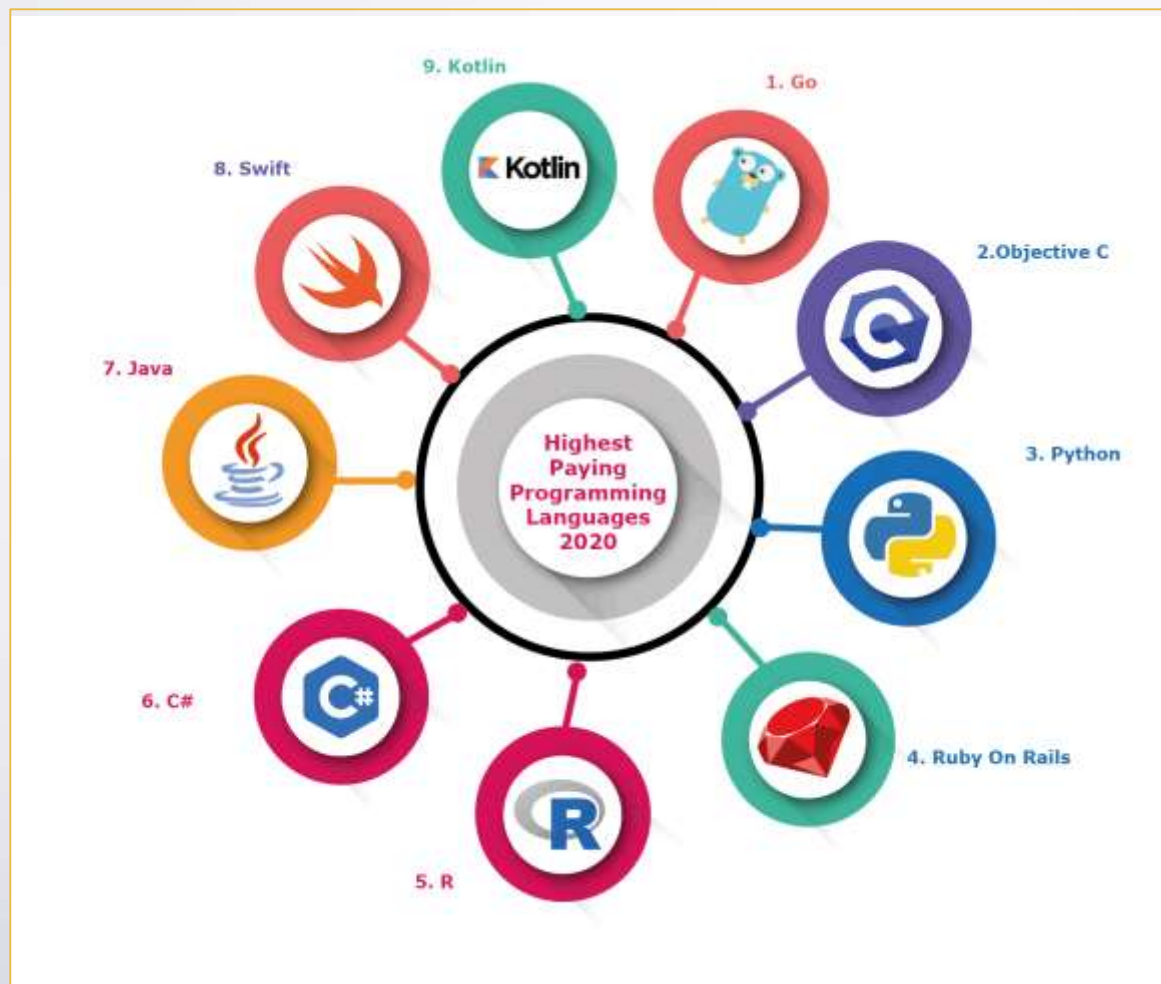 Highest
Paying
Programming
Languages
2020
1. Go
2.Objective C
C
3. Python
4. Ruby On Rails
5. R
R
6. C#
C#
7. Java
8. Swift
9. Kotlin
Kotlin